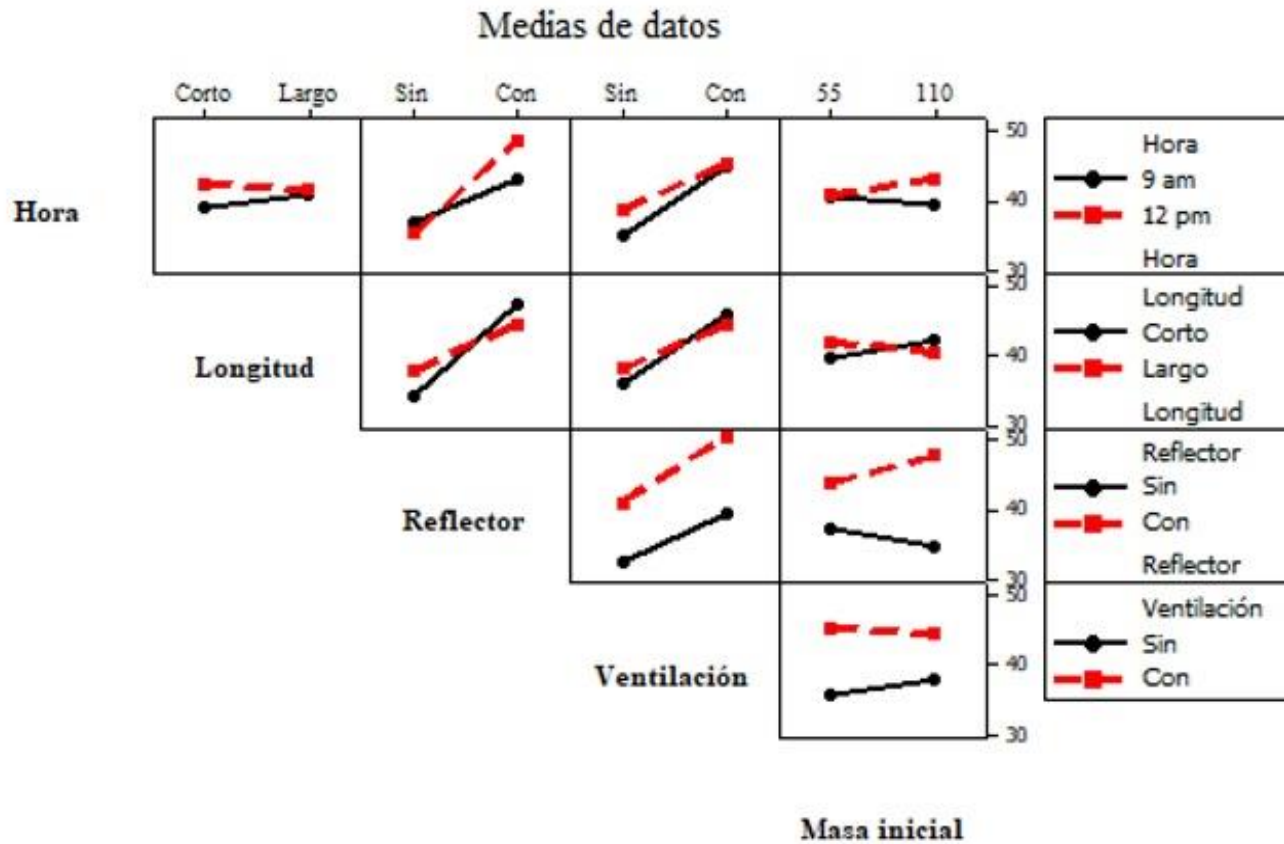 Medias de datos
Corto Largo Sin Con Sin Con 55 110
Hora
50
40
30
Hora
9 am
12 pm
Hora
Longitud
50
40
30
Longitud
Corto
Largo
Longitud
Reflector
50
40
30
Reflector
Sin
Con
Reflector
Ventilación
50
40
30
Ventilación
Sin
Con
Masa inicial